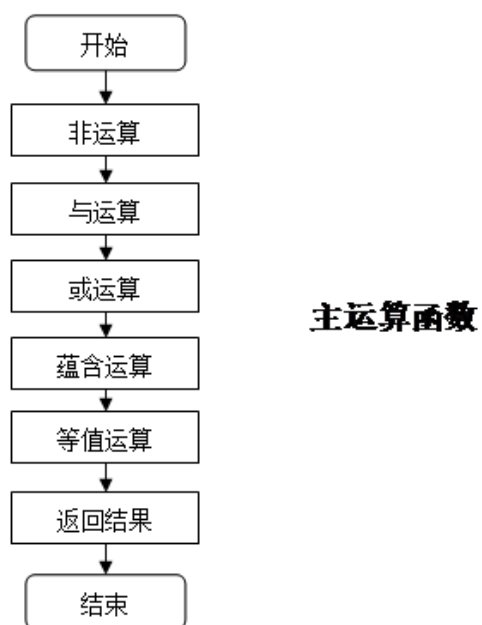 开始
非运算
与运算
或运算
主运算函数
蕴含运算
等值运算
返回结果
结束